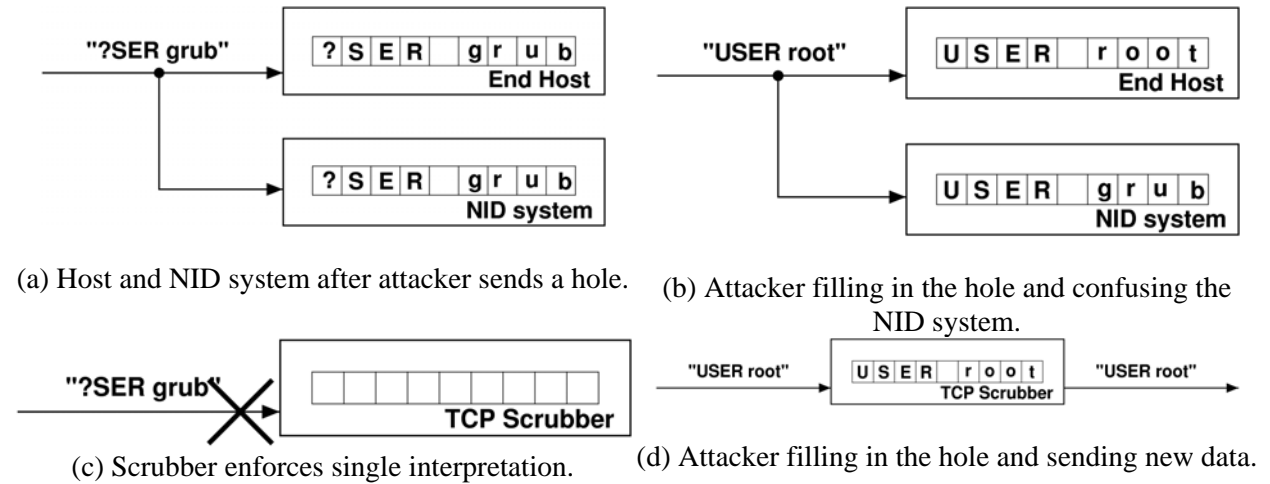 "?SER grub"
? S E R g r u b
End Host
? S E R g r u b
NID system
(a) Host and NID system after attacker sends a hole.
"USER root"
U S E R r o o t
End Host
U S E R g r u b
NID system
(b) Attacker filling in the hole and confusing the
NID system.
"?SER grub"
TCP Scrubber
(c) Scrubber enforces single interpretation.
"USER root"
U S E R r o o t
TCP Scrubber
"USER root"
(d) Attacker filling in the hole and sending new data.